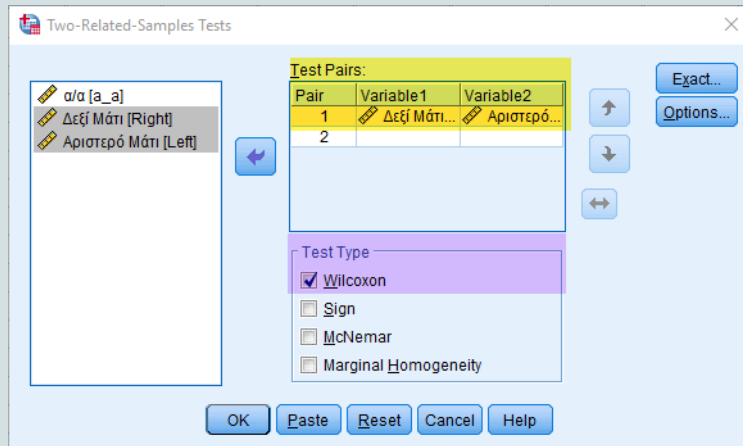 Two-Related-Samples Tests
Test Pairs:
Pair Variable1 Variable2
1 Δεξί Μάτι... Αριστερό...
2
α/α [a_a]
Δεξί Μάτι [Right]
Αριστερό Μάτι [Left]
Exact...
Options...
Test Type
Wilcoxon
Sign
McNemar
Marginal Homogeneity
OK Paste Reset Cancel Help